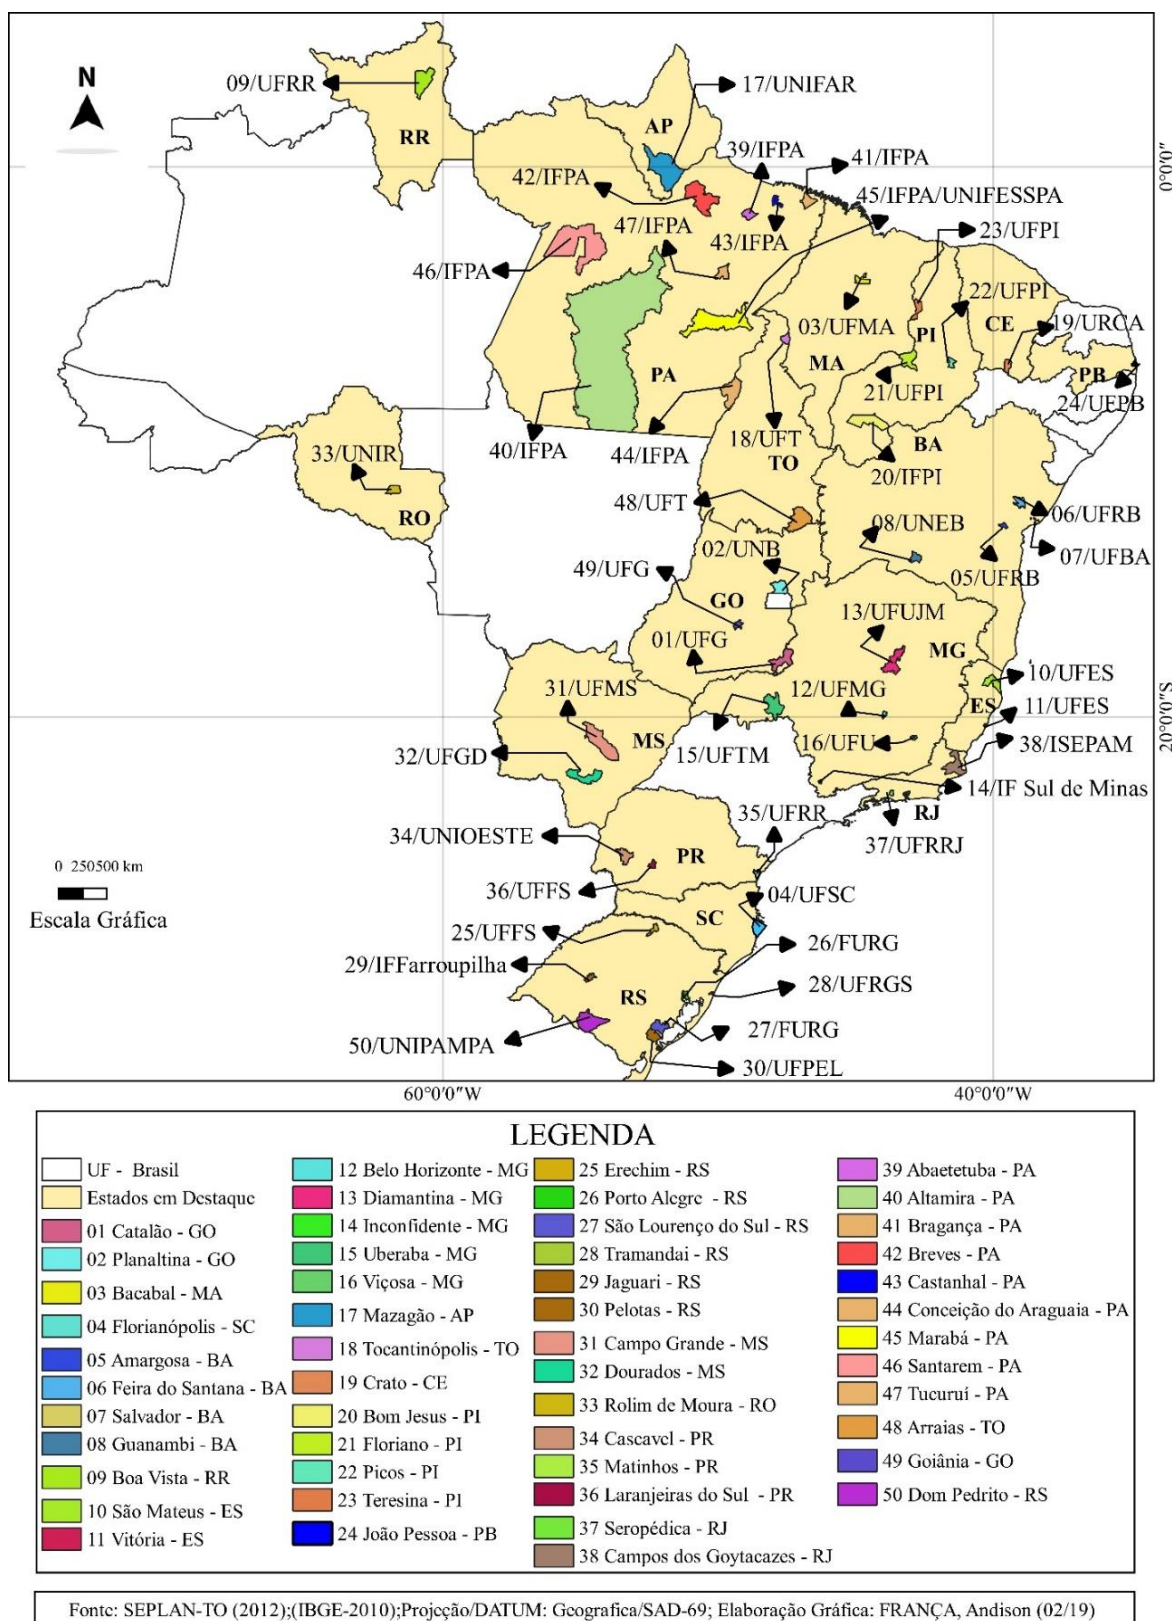 N
09/UFRR
17/UNIFAR
RR
AP
39/IFPA
41/IFPA
42/IFPA
45/IFPA/UNIFESSPA
47/IFPA
43/IFPA
23/UFPI
46/IFPA
22/UFPI
03/UFMA
PI
CE
19/URCA
PA
MA
PB
21/UFPI
24/UFPB
40/IFPA
44/IFPA
18/UFT
BA
TO
20/IFPI
33/UNIR
RO
48/UFT
06/UFRB
08/UNEB
02/UNB
07/UFBA
49/UFG
05/UFRB
GO
13/UFUJM
01/UFG
MG
10/UFES
31/UFMS
12/UFMG
ES
11/UFES
MS
32/UFGD
15/UFTM
16/UFU
38/ISEPAM
14/IF Sul de Minas
35/UFRR
RJ
37/UFRRJ
34/UNIOESTE
PR
36/UFFS
04/UFSC
SC
25/UFFS
26/FURG
29/IFFarroupilha
28/UFRGS
RS
27/FURG
50/UNIPAMPA
30/UFPEL
0 250500 km
Escala Gráfica
0°0'0"
20°0'0"S
60°0'0"W
40°0'0"W
LEGENDA
UF - Brasil
Estados em Destaque
01 Catalão - GO
02 Planaltina - GO
03 Bacabal - MA
04 Florianópolis - SC
05 Amargosa - BA
06 Feira do Santana - BA
07 Salvador - BA
08 Guanambi - BA
09 Boa Vista - RR
10 São Mateus - ES
11 Vitória - ES
12 Belo Horizonte - MG
13 Diamantina - MG
14 Inconfidente - MG
15 Uberaba - MG
16 Viçosa - MG
17 Mazagão - AP
18 Tocantinópolis - TO
19 Crato - CE
20 Bom Jesus - PI
21 Floriano - PI
22 Picos - PI
23 Teresina - PI
24 João Pessoa - PB
25 Erechim - RS
26 Porto Alegre - RS
27 São Lourenço do Sul - RS
28 Tramandai - RS
29 Jaguari - RS
30 Pelotas - RS
31 Campo Grande - MS
32 Dourados - MS
33 Rolim de Moura - RO
34 Cascavel - PR
35 Matinhos - PR
36 Laranjeiras do Sul - PR
37 Seropédica - RJ
38 Campos dos Goytacazes - RJ
39 Abaetetuba - PA
40 Altamira - PA
41 Bragança - PA
42 Breves - PA
43 Castanhal - PA
44 Conceição do Araguaia - PA
45 Marabá - PA
46 Santarem - PA
47 Tucuruí - PA
48 Arraias - TO
49 Goiânia - GO
50 Dom Pedrito - RS
Fonte: SEPLAN-TO (2012);(IBGE-2010);Projeção/DATUM: Geografica/SAD-69; Elaboração Gráfica: FRANÇA, Andison (02/19)